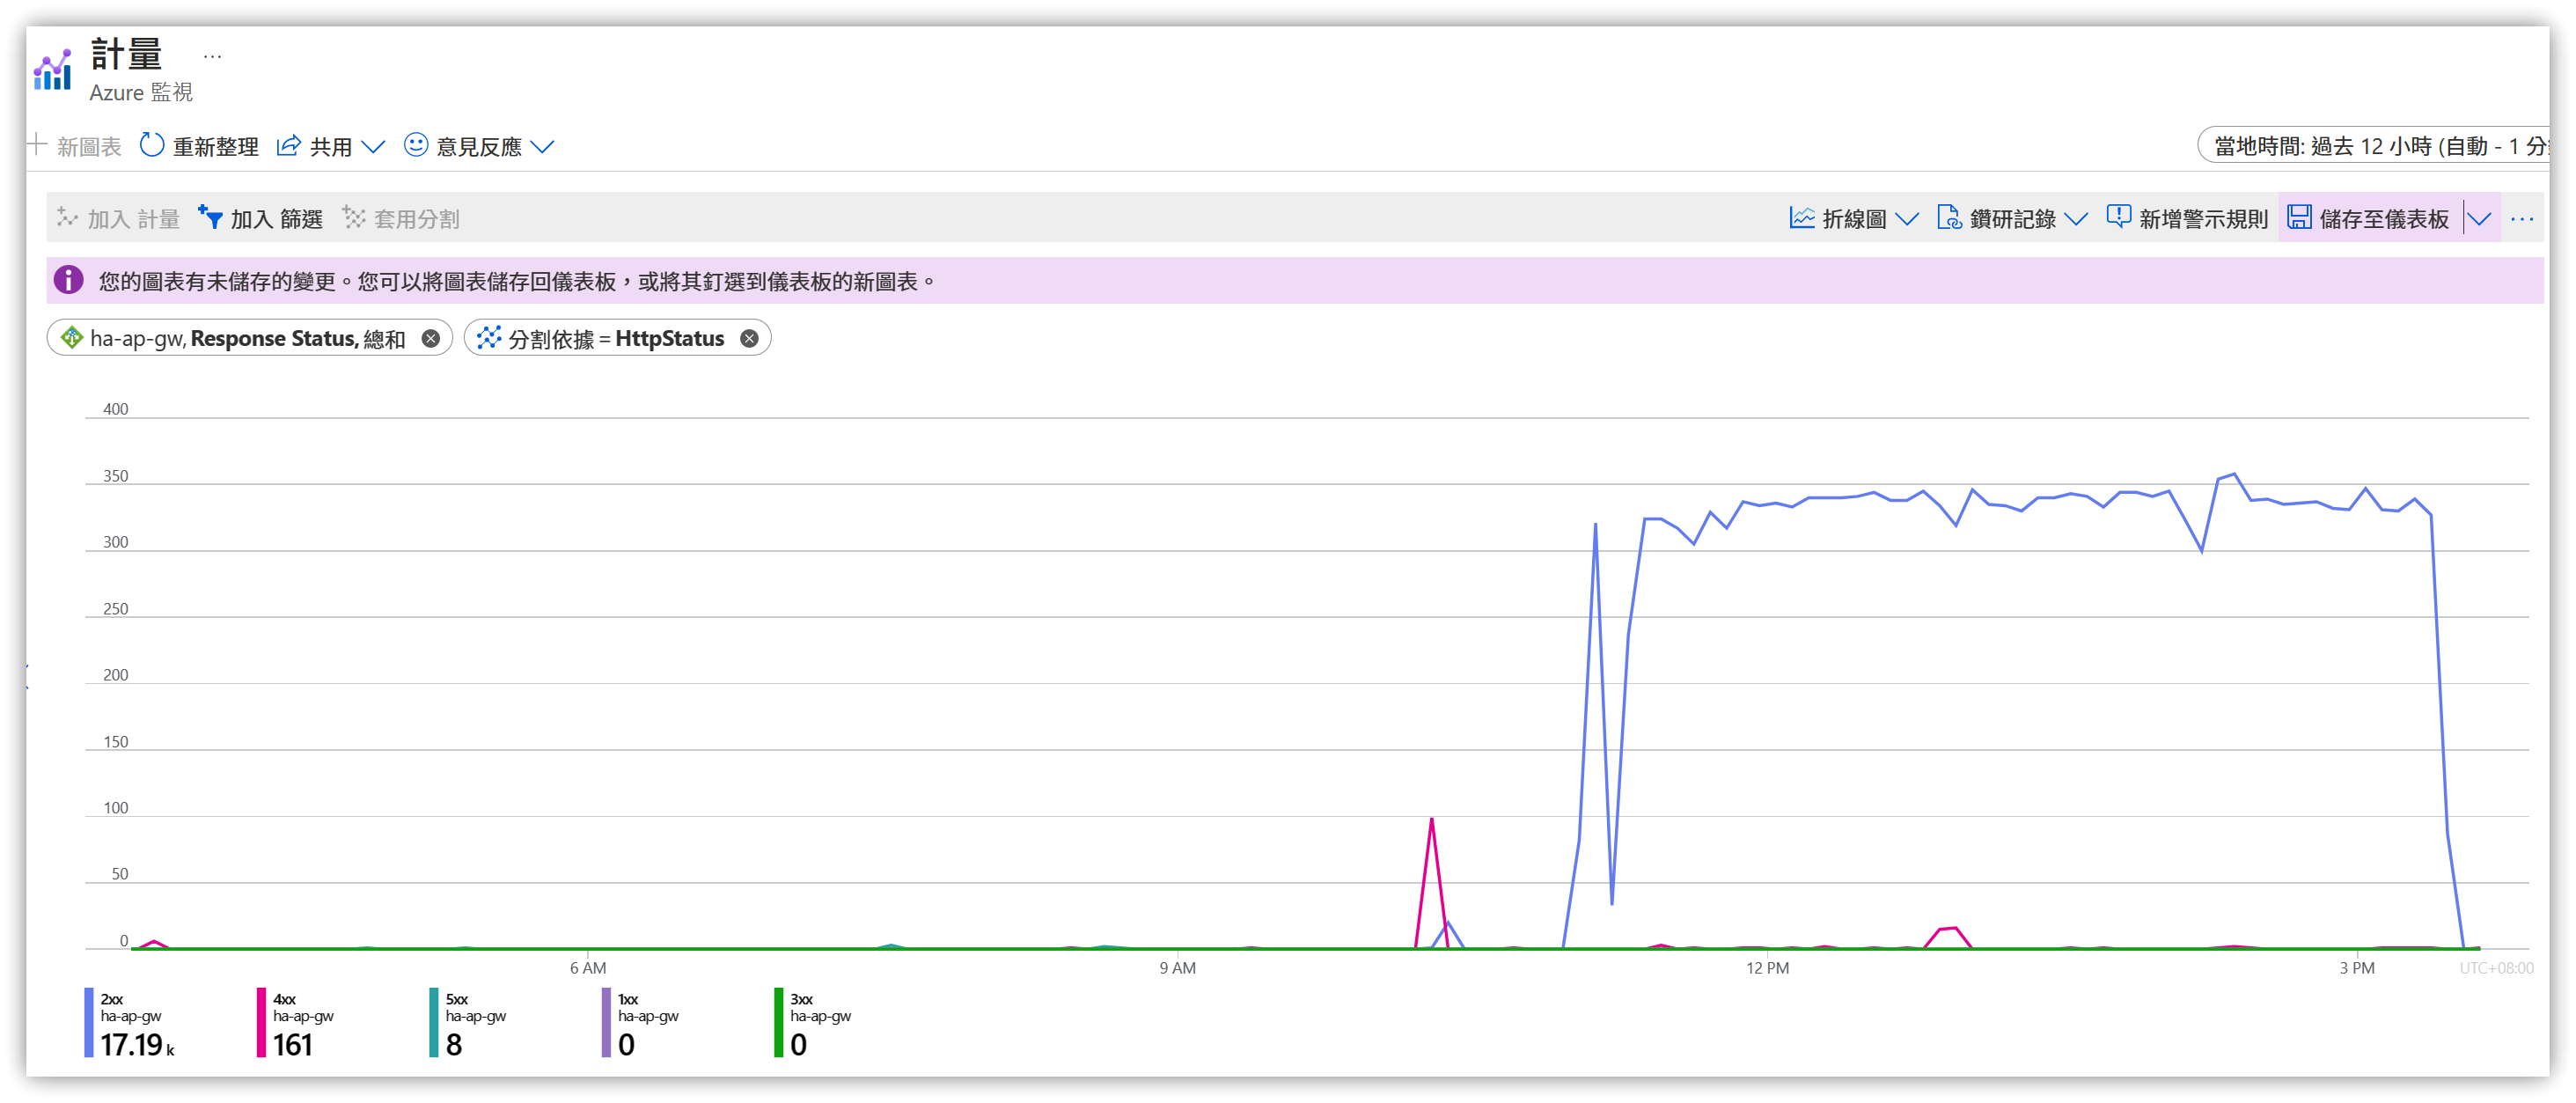 計量 ...
Azure 監視
新圖表 重新整理 共用 意見反應 當地時間: 過去 12 小時 (自動 - 1 分
加入 計量 加入 篩選 套用分割 折線圖 鑽研記錄 新增警示規則 儲存至儀表板 ...
您的圖表有未儲存的變更。您可以將圖表儲存回儀表板，或將其釘選到儀表板的新圖表。
ha-ap-gw, Response Status, 總和 分割依據 = HttpStatus
400
350
300
250
200
150
100
50
0
6 AM 9 AM 12 PM 3 PM UTC+08:00
2xx 4xx 5xx 1xx 3xx
ha-ap-gw ha-ap-gw ha-ap-gw ha-ap-gw ha-ap-gw
17.19 k 161 8 0 0